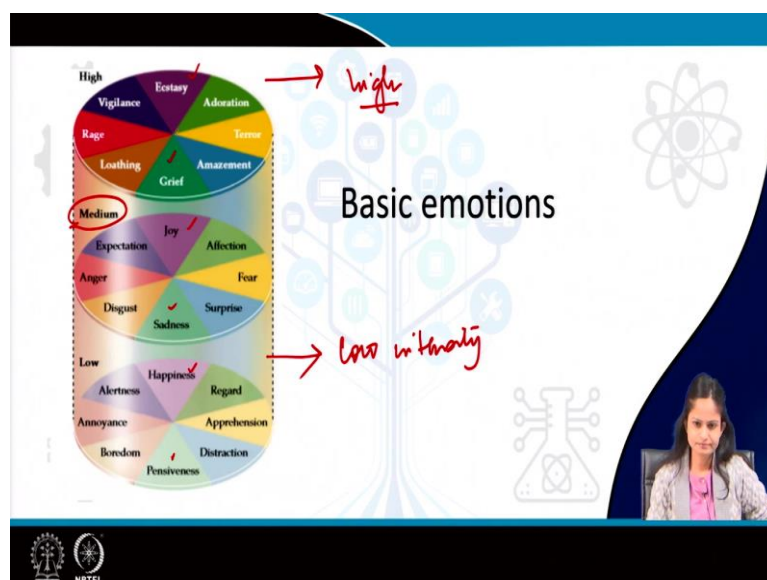 High
Ecstasy
Vigilance
Adoration
Rage
Terror
Loathing
Amazement
Grief
high
Basic emotions
Medium
Joy
Expectation
Affection
Anger
Fear
Disgust
Surprise
Sadness
Low
low intensity
Happiness
Alertness
Regard
Annoyance
Apprehension
Boredom
Distraction
Pensiveness
NPTEL